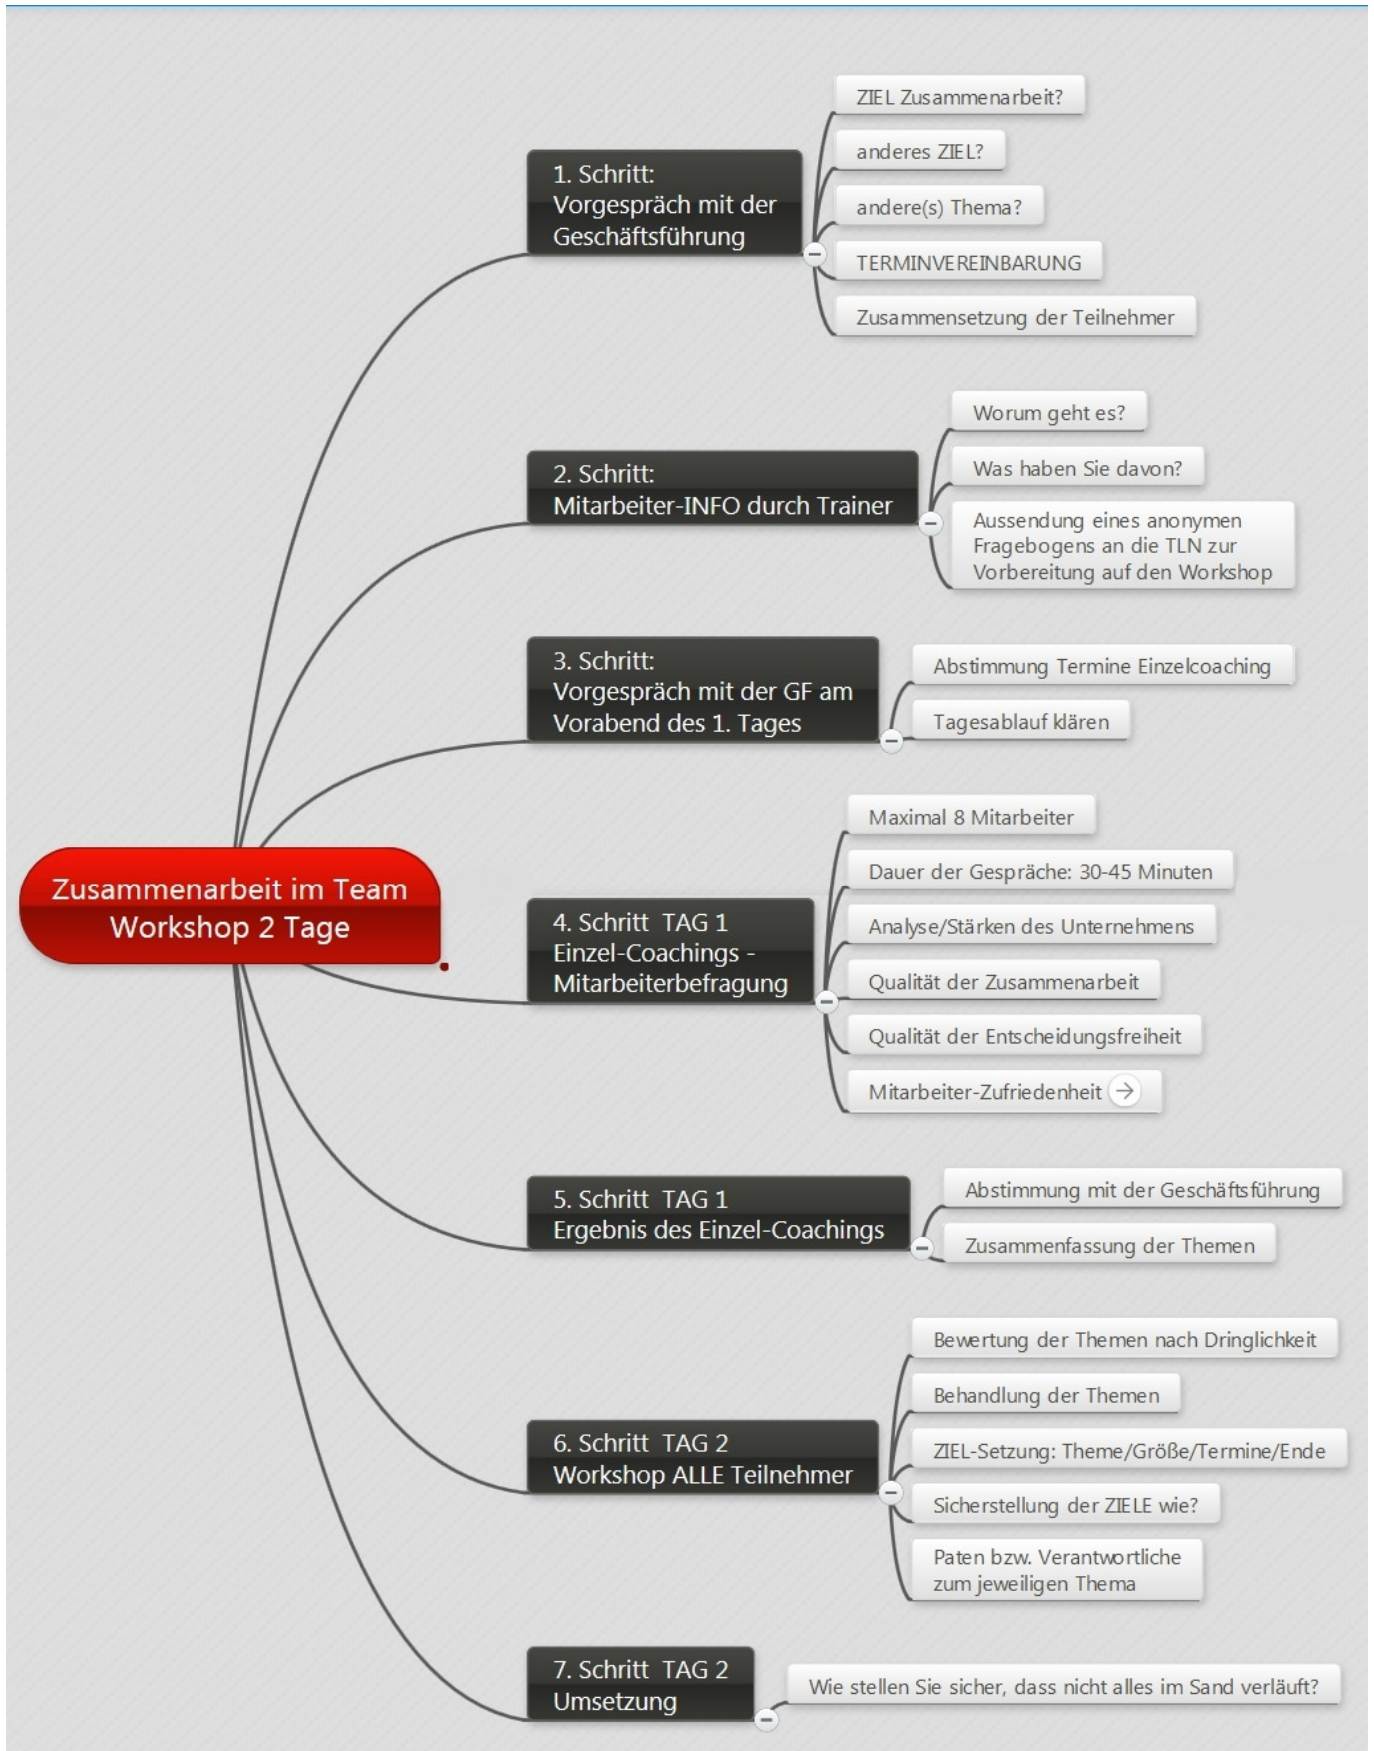 Zusammenarbeit im Team
Workshop 2 Tage
1. Schritt:
Vorgespräch mit der
Geschäftsführung
ZIEL Zusammenarbeit?
anderes ZIEL?
andere(s) Thema?
TERMINVEREINBARUNG
Zusammensetzung der Teilnehmer
2. Schritt:
Mitarbeiter-INFO durch Trainer
Worum geht es?
Was haben Sie davon?
Aussendung eines anonymen
Fragebogens an die TLN zur
Vorbereitung auf den Workshop
3. Schritt:
Vorgespräch mit der GF am
Vorabend des 1. Tages
Abstimmung Termine Einzelcoaching
Tagesablauf klären
4. Schritt  TAG 1
Einzel-Coachings -
Mitarbeiterbefragung
Maximal 8 Mitarbeiter
Dauer der Gespräche: 30-45 Minuten
Analyse/Stärken des Unternehmens
Qualität der Zusammenarbeit
Qualität der Entscheidungsfreiheit
Mitarbeiter-Zufriedenheit
5. Schritt  TAG 1
Ergebnis des Einzel-Coachings
Abstimmung mit der Geschäftsführung
Zusammenfassung der Themen
6. Schritt  TAG 2
Workshop ALLE Teilnehmer
Bewertung der Themen nach Dringlichkeit
Behandlung der Themen
ZIEL-Setzung: Theme/Größe/Termine/Ende
Sicherstellung der ZIELE wie?
Paten bzw. Verantwortliche
zum jeweiligen Thema
7. Schritt  TAG 2
Umsetzung
Wie stellen Sie sicher, dass nicht alles im Sand verläuft?